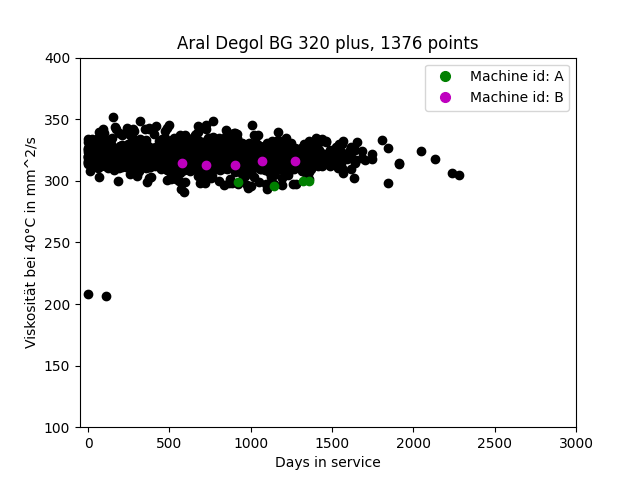 Aral Degol BG 320 plus, 1376 points
Machine id: A
Machine id: B
400
350
300
250
200
150
100
Viskosität bei 40°C in mm^2/s
0 500 1000 1500 2000 2500 3000
Days in service